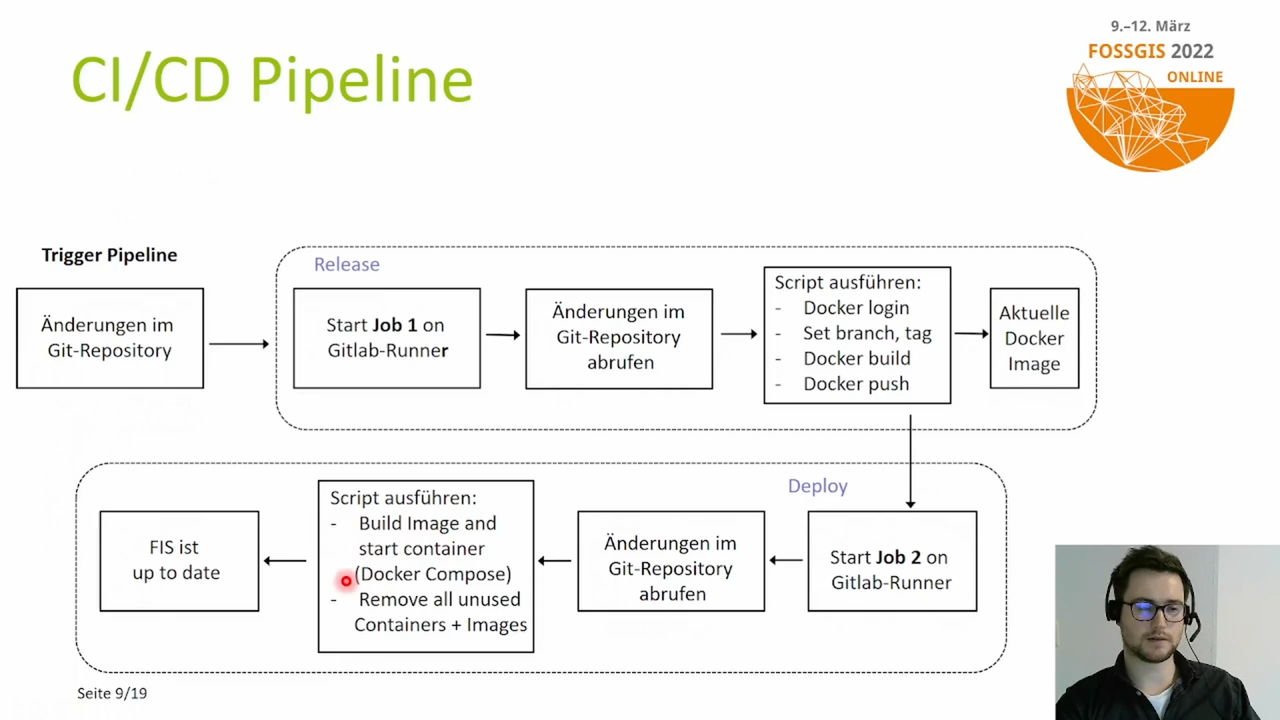 CI/CD Pipeline
9.–12. März
FOSSGIS 2022
ONLINE
Trigger Pipeline
Änderungen im
Git-Repository
Release
Start Job 1 on
Gitlab-Runner
Änderungen im
Git-Repository
abrufen
Script ausführen:
- Docker login
- Set branch, tag
- Docker build
- Docker push
Aktuelle
Docker
Image
Deploy
Start Job 2 on
Gitlab-Runner
Änderungen im
Git-Repository
abrufen
Script ausführen:
- Build Image and
start container
(Docker Compose)
- Remove all unused
Containers + Images
FIS ist
up to date
Seite 9/19